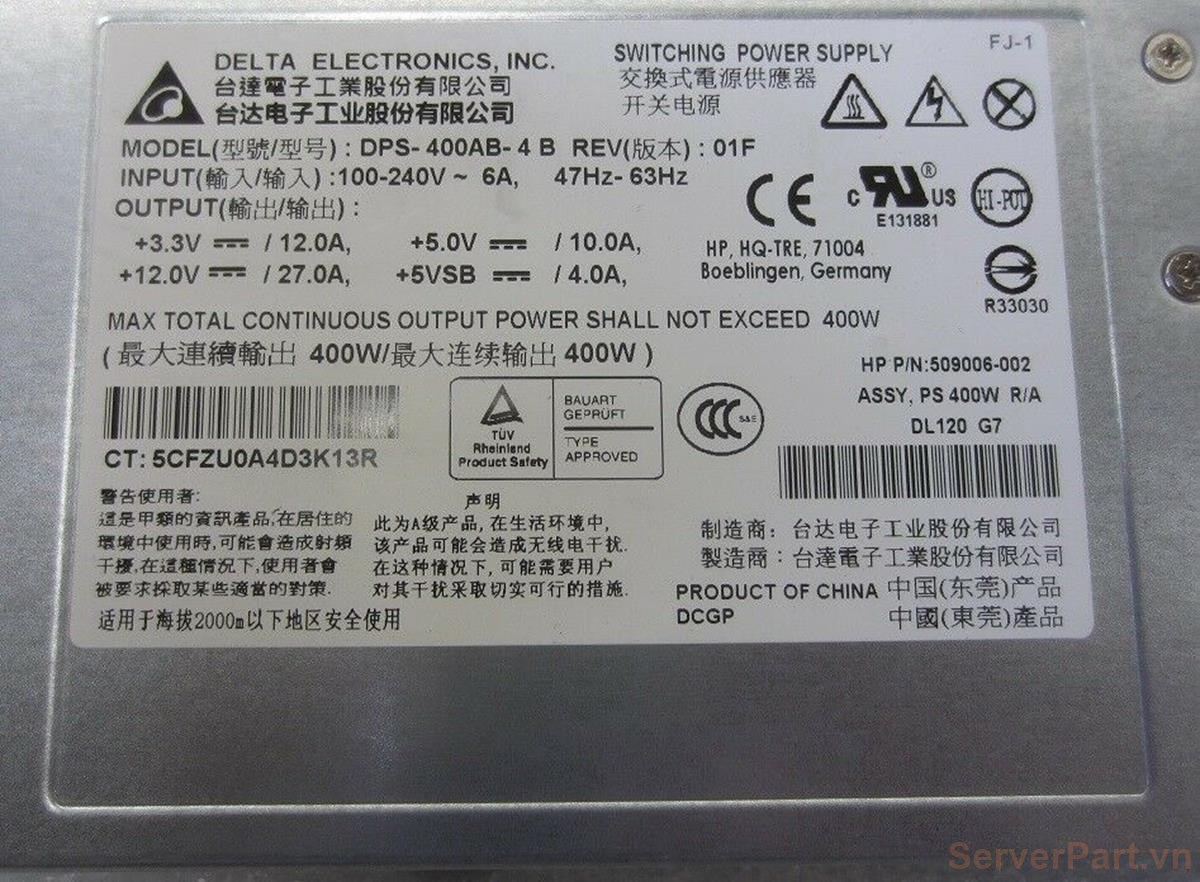 DELTA ELECTRONICS, INC.
台達電子工業股份有限公司
台达电子工业股份有限公司
SWITCHING POWER SUPPLY
交換式電源供應器
开关电源
FJ-1
MODEL(型號/型号) : DPS- 400AB- 4 B REV(版本) : 01F
INPUT(輸入/输入) :100-240V ~ 6A, 47Hz- 63Hz
OUTPUT(輸出/输出) :
+3.3V ⎓ / 12.0A, +5.0V ⎓ / 10.0A,
+12.0V ⎓ / 27.0A, +5VSB ⎓ / 4.0A,
CE
c RU ® US
E131881
HI-POT
HP, HQ-TRE, 71004
Boeblingen, Germany
R33030
MAX TOTAL CONTINUOUS OUTPUT POWER SHALL NOT EXCEED 400W
( 最大連續輸出 400W/最大连续输出 400W )
HP P/N:509006-002
ASSY, PS 400W R/A
DL120 G7
CT: 5CFZU0A4D3K13R
TÜV
Rheinland
Product Safety
BAUART
GEPRÜFT
TYPE
APPROVED
CCC S&E
警告使用者:
這是甲類的資訊產品,在居住的
環境中使用時,可能會造成射頻
干擾,在這種情況下,使用者會
被要求採取某些適當的對策.
适用于海拔2000m以下地区安全使用
声明
此为A级产品, 在生活环境中,
该产品可能会造成无线电干扰.
在这种情况下, 可能需要用户
对其干扰采取切实可行的措施.
制造商: 台达电子工业股份有限公司
製造商: 台達電子工業股份有限公司
PRODUCT OF CHINA 中国(东莞)产品
DCGP 中國(東莞)產品
ServerPart.vn